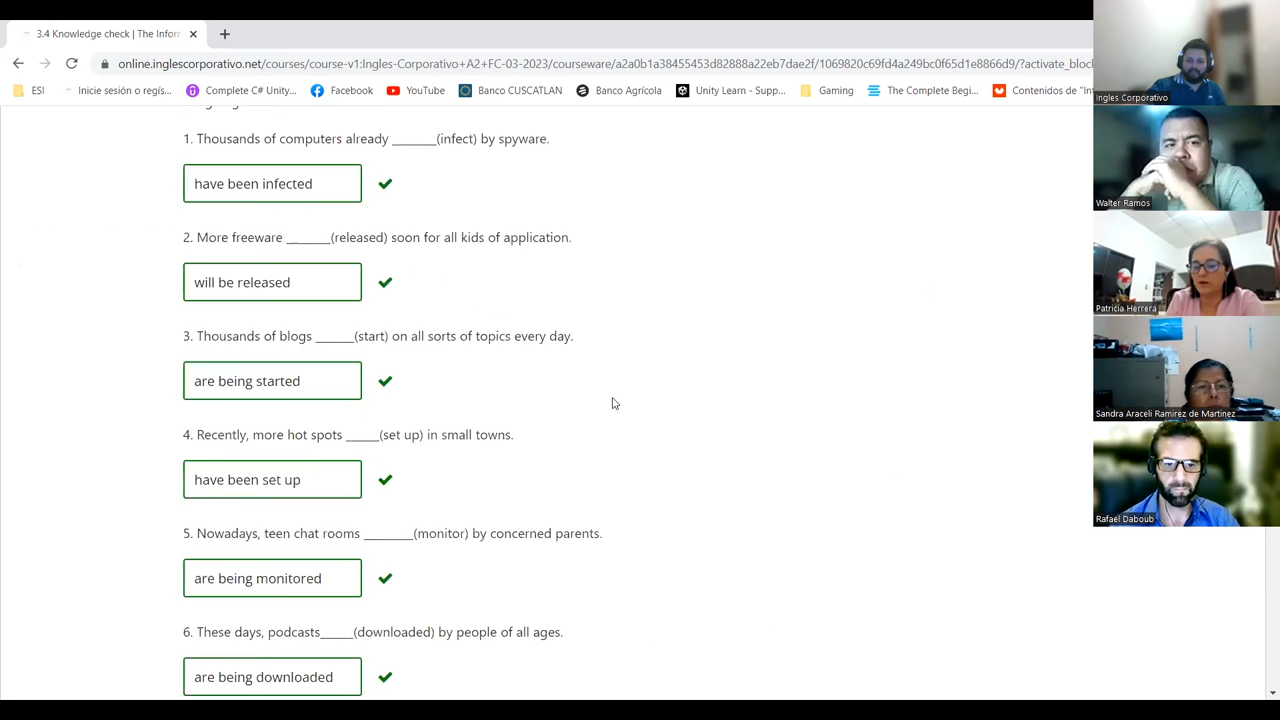 3.4 Knowledge check | The Inforn
online.inglescorporativo.net/courses/course-v1:Ingles-Corporativo+A2+FC-03-2023/courseware/a2a0b1a38455453d82888a22eb7dae2f/1069820c69fd4a249bc0f65d1e8866d9/?activate_bloc
ESI
Inicie sesión o regís...
Complete C# Unity...
Facebook
YouTube
Banco CUSCATLAN
Banco Agrícola
Unity Learn - Supp...
Gaming
The Complete Begi...
Contenidos de "Int
1. Thousands of computers already ________(infect) by spyware.
have been infected
2. More freeware ________(released) soon for all kids of application.
will be released
3. Thousands of blogs ______(start) on all sorts of topics every day.
are being started
4. Recently, more hot spots _____(set up) in small towns.
have been set up
5. Nowadays, teen chat rooms ________(monitor) by concerned parents.
are being monitored
6. These days, podcasts_____(downloaded) by people of all ages.
are being downloaded
Ingles Corporativo
Walter Ramos
Patricia Herrera
Sandra Araceli Ramirez de Martinez
Rafael Daboub